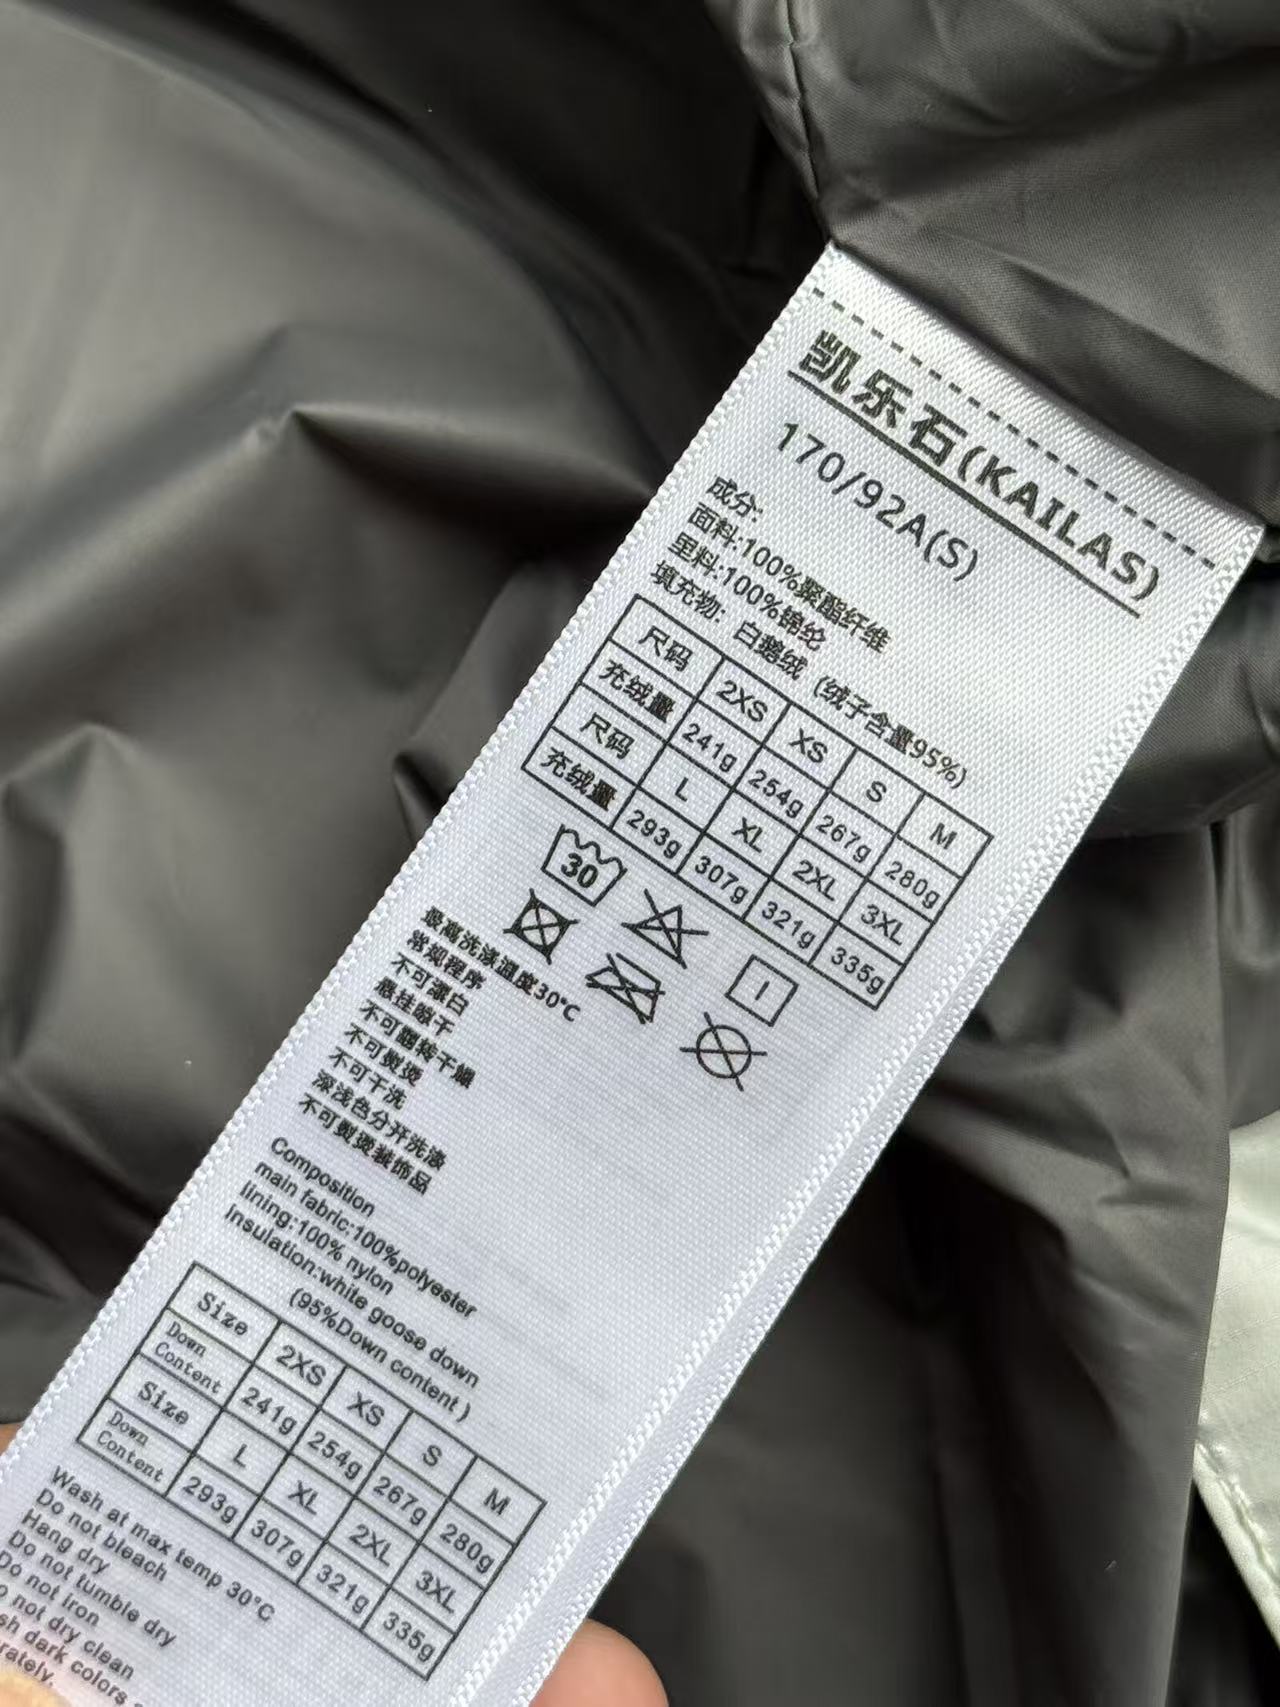 凯乐石(KAILAS)
170/92A(S)
成分:
面料:100%聚酯纤维
里料:100%锦纶
填充物: 白鹅绒 (绒子含量95%)
尺码 2XS XS S M
充绒量 241g 254g 267g 280g
尺码 L XL 2XL 3XL
充绒量 293g 307g 321g 335g
30
最高洗涤温度30°C
常规程序
不可漂白
悬挂晾干
不可翻转干燥
不可熨烫
不可干洗
深浅色分开洗涤
不可熨烫装饰品
Composition
main fabric:100%polyester
lining:100% nylon
Insulation:white goose down
(95%Down content)
Size 2XS XS S M
Down Content 241g 254g 267g 280g
Size L XL 2XL 3XL
Down Content 293g 307g 321g 335g
Wash at max temp 30°C
Do not bleach
Hang dry
Do not tumble dry
Do not iron
not dry clean
dark colors